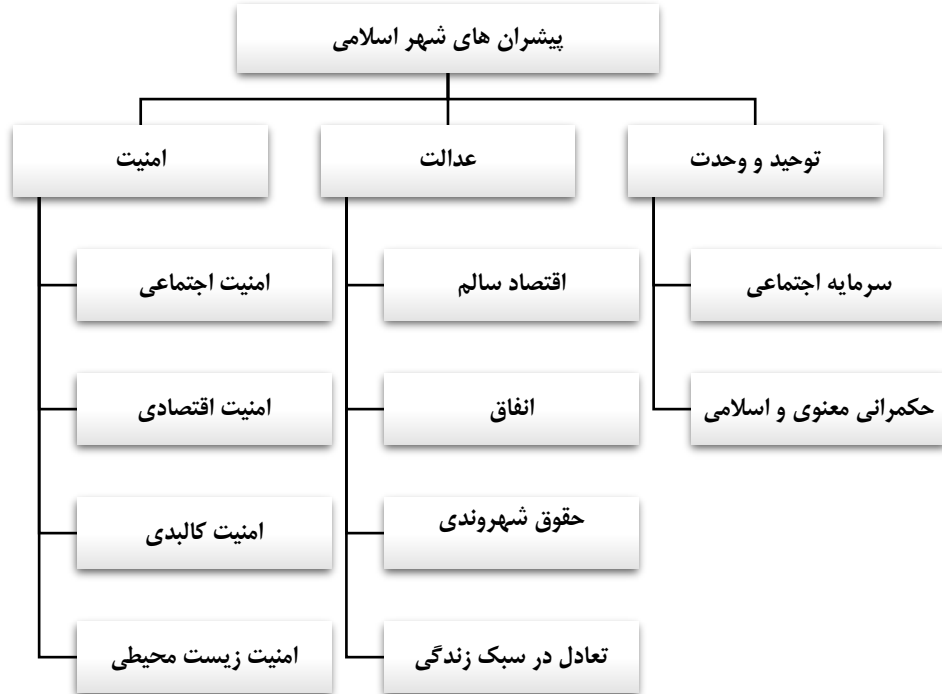 پیشران های شهر اسلامی
توحید و وحدت
عدالت
امنیت
سرمایه اجتماعی
اقتصاد سالم
امنیت اجتماعی
حکمرانی معنوی و اسلامی
انفاق
امنیت اقتصادی
حقوق شهروندی
امنیت کالبدی
تعادل در سبک زندگی
امنیت زیست محیطی